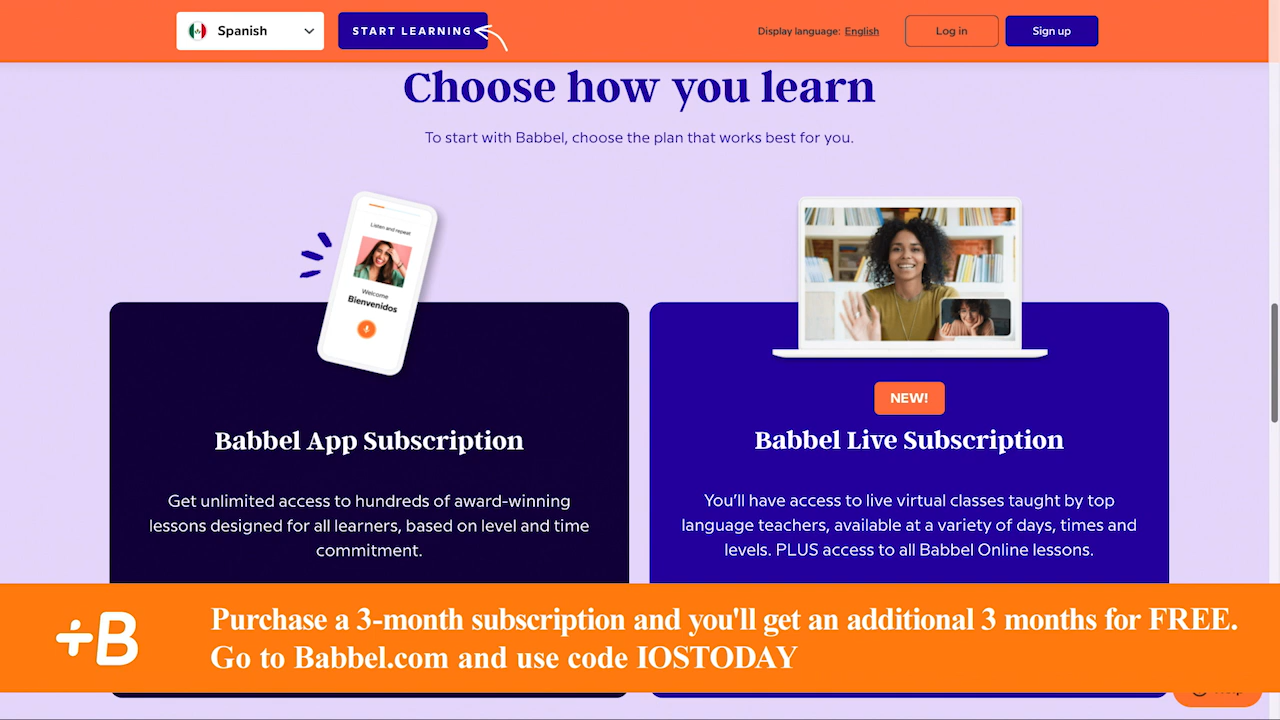 Spanish
START LEARNING
Display language: English
Log in
Sign up
Choose how you learn
To start with Babbel, choose the plan that works best for you.
Listen and repeat
Welcome
Bienvenidos
NEW!
Babbel App Subscription
Get unlimited access to hundreds of award-winning
lessons designed for all learners, based on level and time
commitment.
Babbel Live Subscription
You'll have access to live virtual classes taught by top
language teachers, available at a variety of days, times and
levels. PLUS access to all Babbel Online lessons.
+B
Purchase a 3-month subscription and you'll get an additional 3 months for FREE.
Go to Babbel.com and use code IOSTODAY